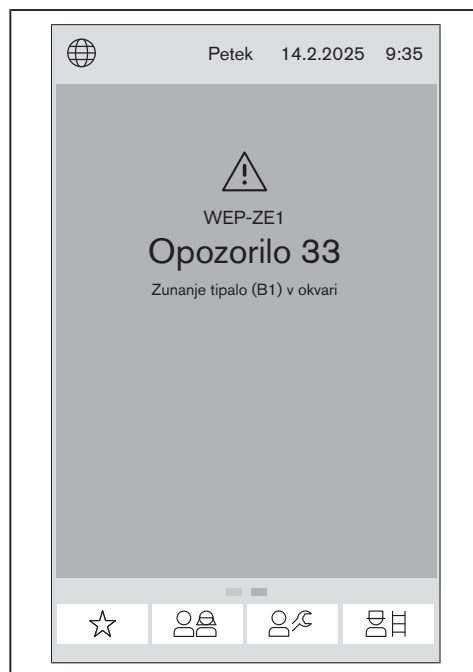 Petek 14.2.2025 9:35
WEP-ZE1
Opozorilo 33
Zunanje tipalo (B1) v okvari